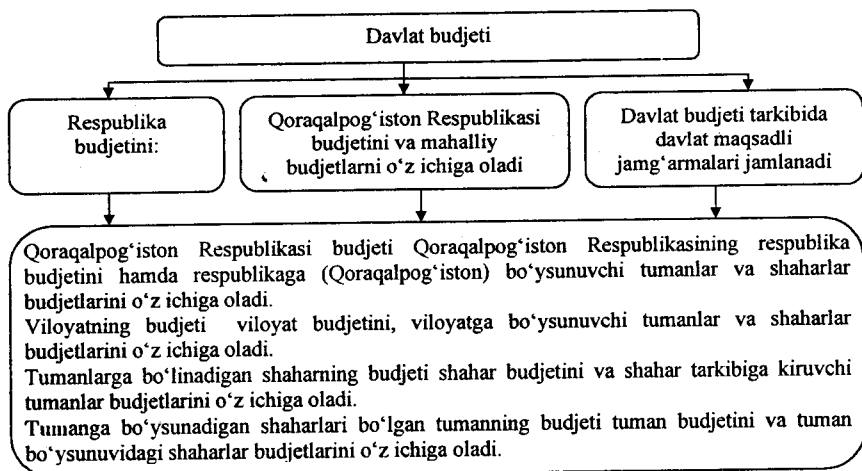 Davlat budjeti
Respublika
budjetini:
Qoraqalpog‘iston Respublikasi
budjetini va mahalliy
budjetlarni o‘z ichiga oladi
Davlat budjeti tarkibida
davlat maqsadli
jamg‘armalari jamlanadi
Qoraqalpog‘iston Respublikasi budjeti Qoraqalpog‘iston Respublikasining respublika
budjetini hamda respublikaga (Qoraqalpog‘iston) bo‘ysunuvchi tumanlar va shaharlar
budjetlarini o‘z ichiga oladi.
Viloyatning budjeti viloyat budjetini, viloyatga bo‘ysunuvchi tumanlar va shaharlar
budjetlarini o‘z ichiga oladi.
Tumanlarga bo‘linadigan shaharning budjeti shahar budjetini va shahar tarkibiga kiruvchi
tumanlar budjetlarini o‘z ichiga oladi.
Tumanga bo‘ysunadigan shaharlari bo‘lgan tumanning budjeti tuman budjetini va tuman
bo‘ysunuvidagi shaharlar budjetlarini o‘z ichiga oladi.